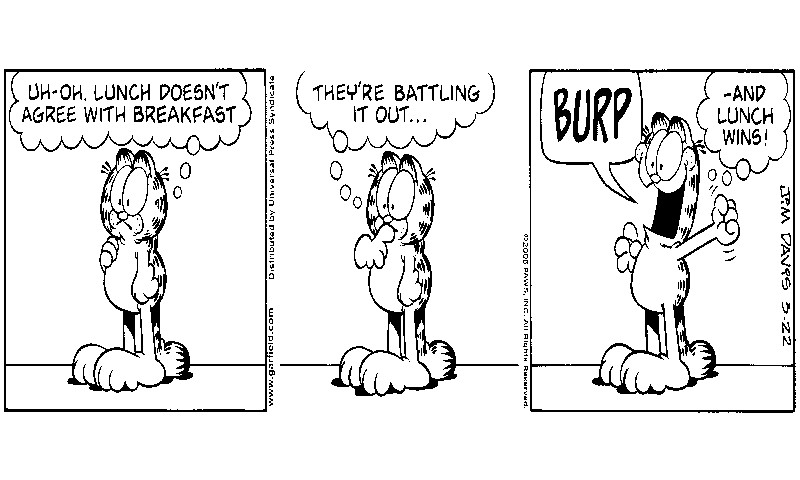 UH-OH. LUNCH DOESN'T
AGREE WITH BREAKFAST
www.garfield.com
Distributed by Universal Press Syndicate
THEY'RE BATTLING
IT OUT...
©2000 PAWS, INC. All Rights Reserved.
BURP
-AND
LUNCH
WINS!
JIM DAVIS 5-22